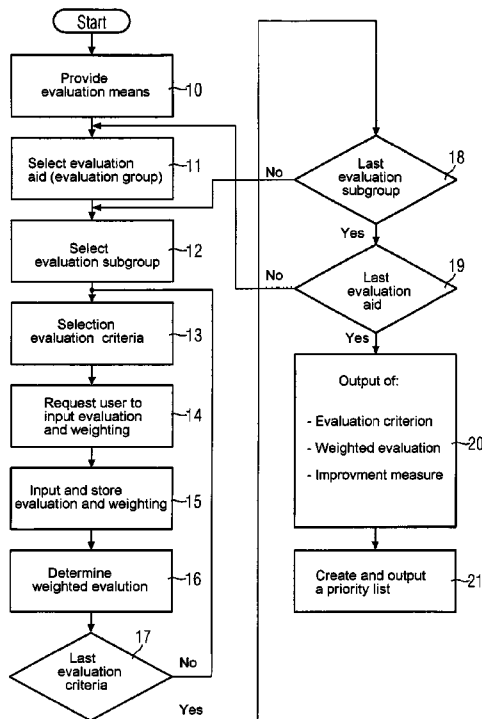 Start
Provide
evaluation means
10
Select evaluation
aid (evaluation group)
11
Select
evaluation subgroup
12
Selection
evaluation criteria
13
Request user to
input evaluation
and weighting
14
Input and store
evaluation and weighting
15
Determine
weighted evalution
16
Last
evaluation
criteria
17
No
Yes
Last
evaluation
subgroup
18
No
Yes
Last
evaluation
aid
19
No
Yes
Output of:
- Evaluation criterion
- Weighted evaluation
- Improvment measure
20
Create and output
a priority list
21